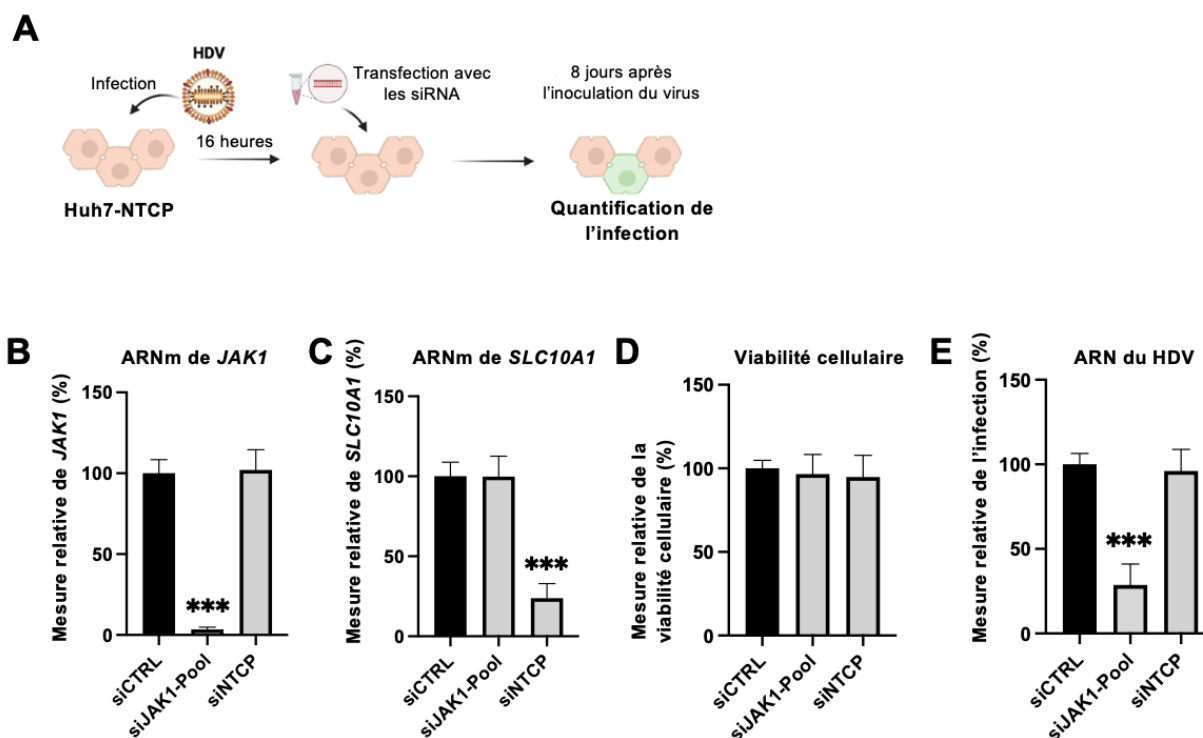 A
HDV
Infection
Transfection avec
les siRNA
8 jours après
l'inoculation du virus
16 heures
Huh7-NTCP
Quantification de
l'infection
B
ARNm de JAK1
Mesure relative de JAK1 (%)
150
100
50
0
***
siCTRL
siJAK1-Pool
siNTCP
C
ARNm de SLC10A1
Mesure relative de SLC10A1 (%)
150
100
50
0
***
siCTRL
siJAK1-Pool
siNTCP
D
Viabilité cellulaire
Mesure relative de la
viabilité cellulaire (%)
150
100
50
0
siCTRL
siJAK1-Pool
siNTCP
E
ARN du HDV
Mesure relative de l'infection (%)
150
100
50
0
***
siCTRL
siJAK1-Pool
siNTCP